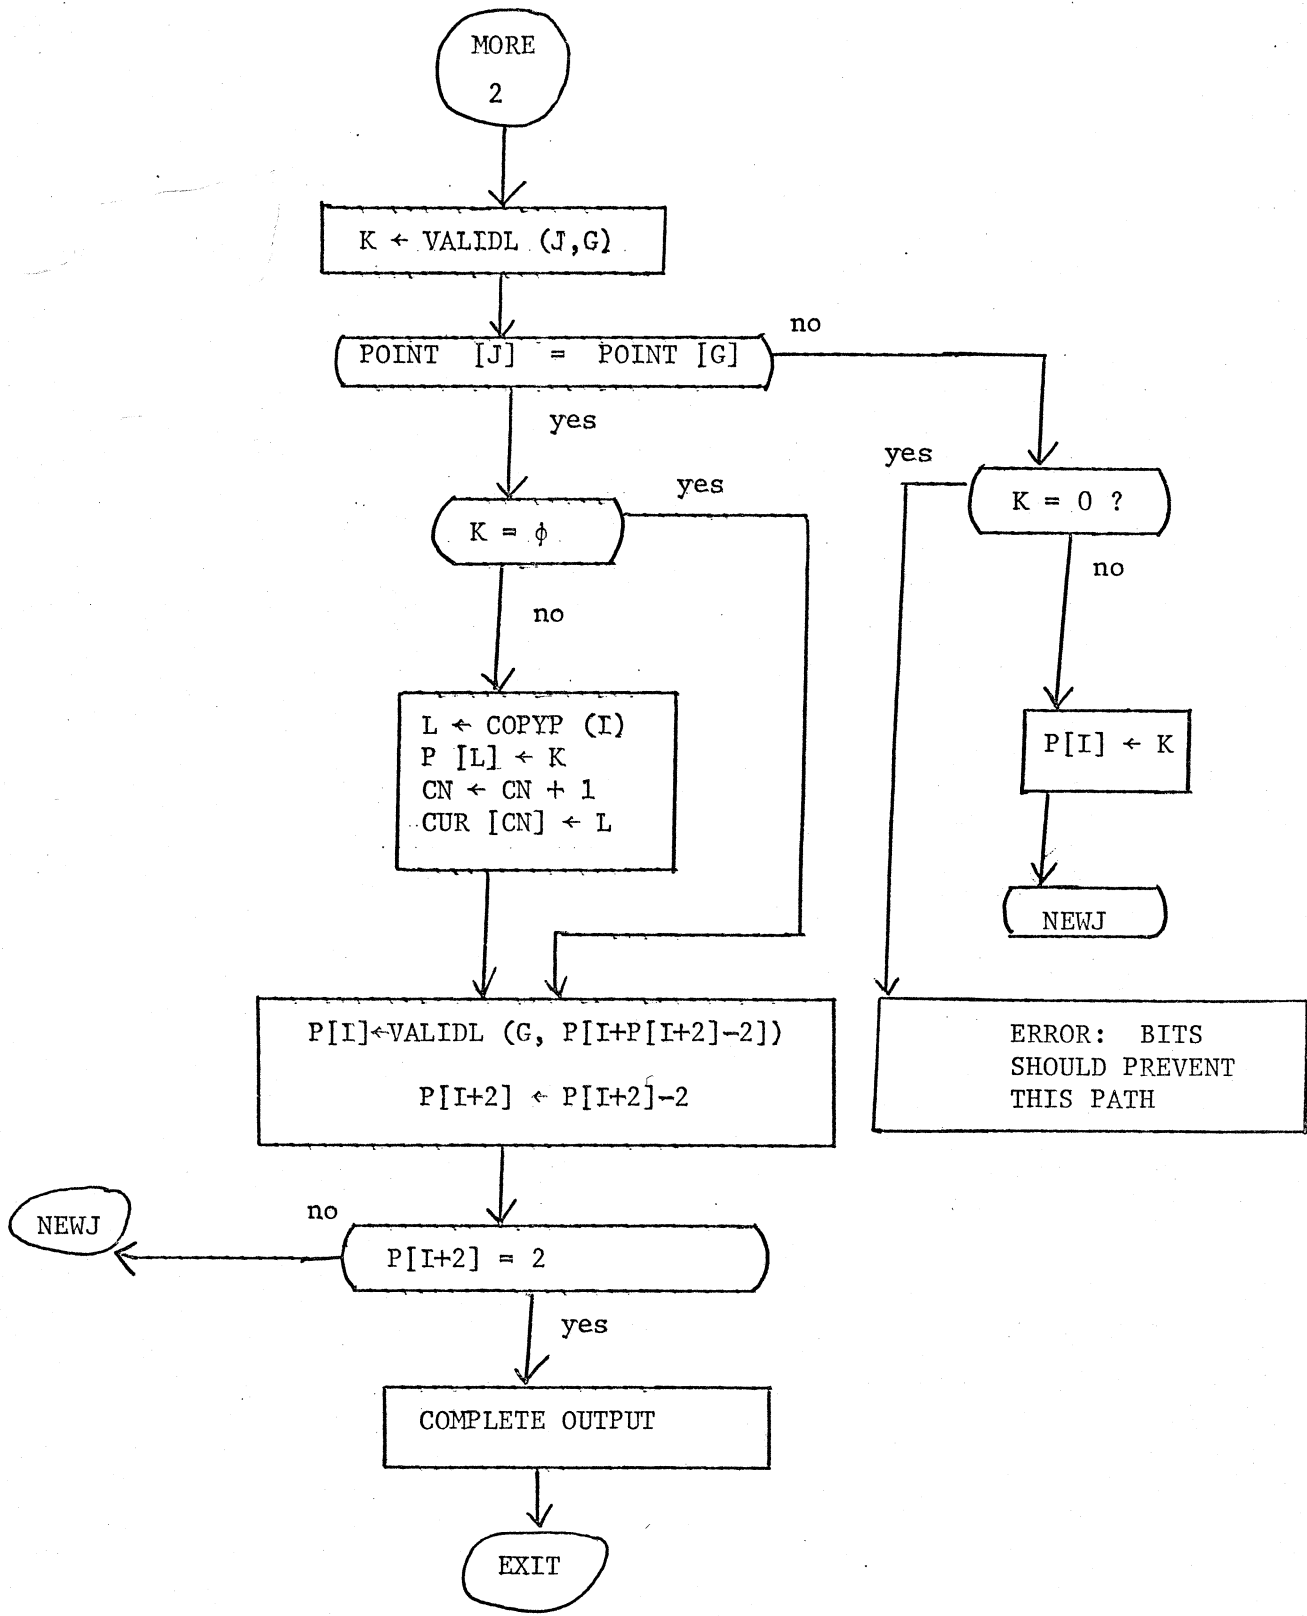 MORE
2
K ← VALIDL (J,G)
no
POINT [J] = POINT [G]
yes
yes
yes
K = 0 ?
K = ϕ
no
no
L ← COPYP (I)
P [L] ← K
CN ← CN + 1
CUR [CN] ← L
P[I] ← K
NEWJ
P[I]←VALIDL (G, P[I+P[I+2]-2])
P[I+2] ← P[I+2]-2
ERROR: BITS
SHOULD PREVENT
THIS PATH
NEWJ
no
P[I+2] = 2
yes
COMPLETE OUTPUT
EXIT